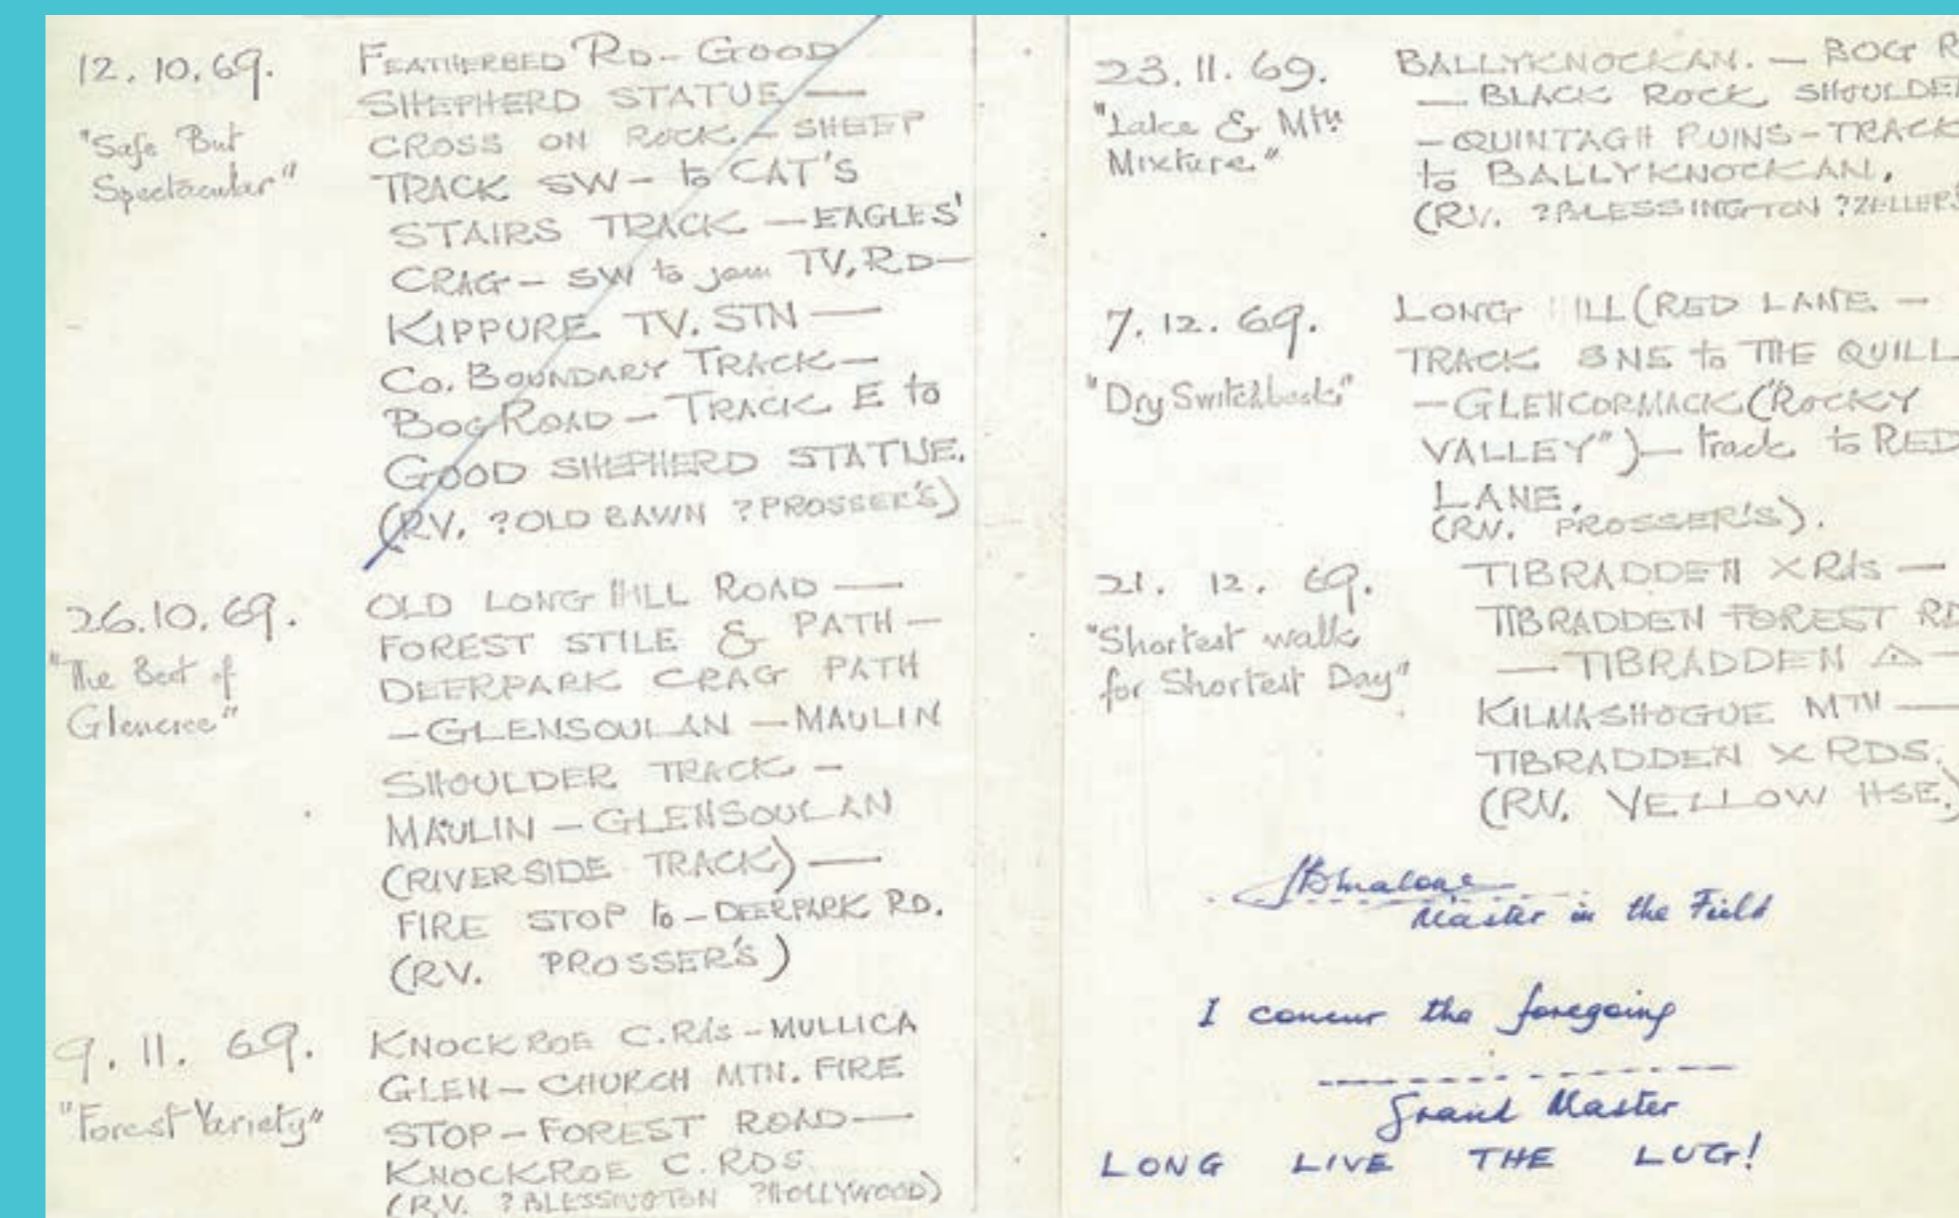 12.10.69.
"Safe But
Spectacular"
FEATHERBED RD - GOOD
SHEPHERD STATUE —
CROSS ON ROCK - SHEEP
TRACK SW - to CAT'S
STAIRS TRACK - EAGLES'
CRAG - SW to join TV. RD -
KIPPURE TV. STN —
Co. BOUNDARY TRACK -
BOG ROAD - TRACK E to
GOOD SHEPHERD STATUE.
(RV. ?OLD BAWN ?PROSSER'S)
26.10.69.
"The Best of
Glencree"
OLD LONG HILL ROAD —
FOREST STILE & PATH -
DEERPARK CRAG PATH
- GLENSOULAN - MAULIN
SHOULDER TRACK -
MAULIN - GLENSOULAN
(RIVERSIDE TRACK) —
FIRE STOP to - DEERPARK RD.
(RV. PROSSER'S)
9.11.69.
"Forest Variety"
KNOCKROE C.Rds - MULLICA
GLEN - CHURCH MTN. FIRE
STOP - FOREST ROAD —
KNOCKROE C.RDS.
(R.V. ?BLESSINGTON ?HOLLYWOOD)
23.11.69.
"Lake & Mtn
Mixture."
BALLYKNOCKAN. - BOG R
- BLACK ROCK SHOULDER
- QUINTAGH RUINS - TRACK
to BALLYKNOCKAN.
(RV. ?BLESSINGTON ?ZELLERS
7.12.69.
"Dry Switchback"
LONG HILL (RED LANE -
TRACK to THE QUILL
- GLENCORMACK ("ROCKY
VALLEY") - track to RED
LANE.
(RV. PROSSER'S).
21. 12. 69.
"Shortest walk
for Shortest Day"
TIBRADDEN X Rds —
TIBRADDEN FOREST RD
— TIBRADDEN △ -
KILMASHOGUE MTN —
TIBRADDEN X RDS.
(RV. YELLOW HSE.)
Malone
Master in the Field
I concur the foregoing
Grand Master
LONG LIVE THE LUG!